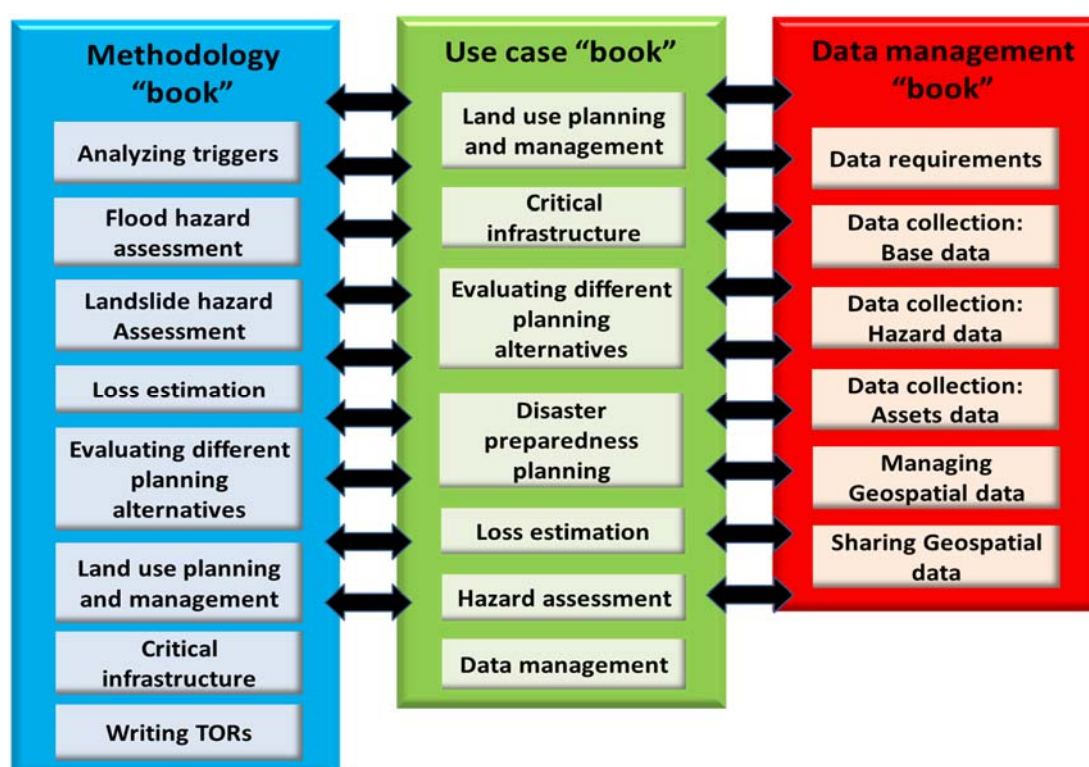 Methodology
“book”
Analyzing triggers
Flood hazard
assessment
Landslide hazard
Assessment
Loss estimation
Evaluating different
planning
alternatives
Land use planning
and management
Critical
infrastructure
Writing TORs
Use case “book”
Land use planning
and management
Critical
infrastructure
Evaluating different
planning
alternatives
Disaster
preparedness
planning
Loss estimation
Hazard assessment
Data management
Data management
“book”
Data requirements
Data collection:
Base data
Data collection:
Hazard data
Data collection:
Assets data
Managing
Geospatial data
Sharing Geospatial
data